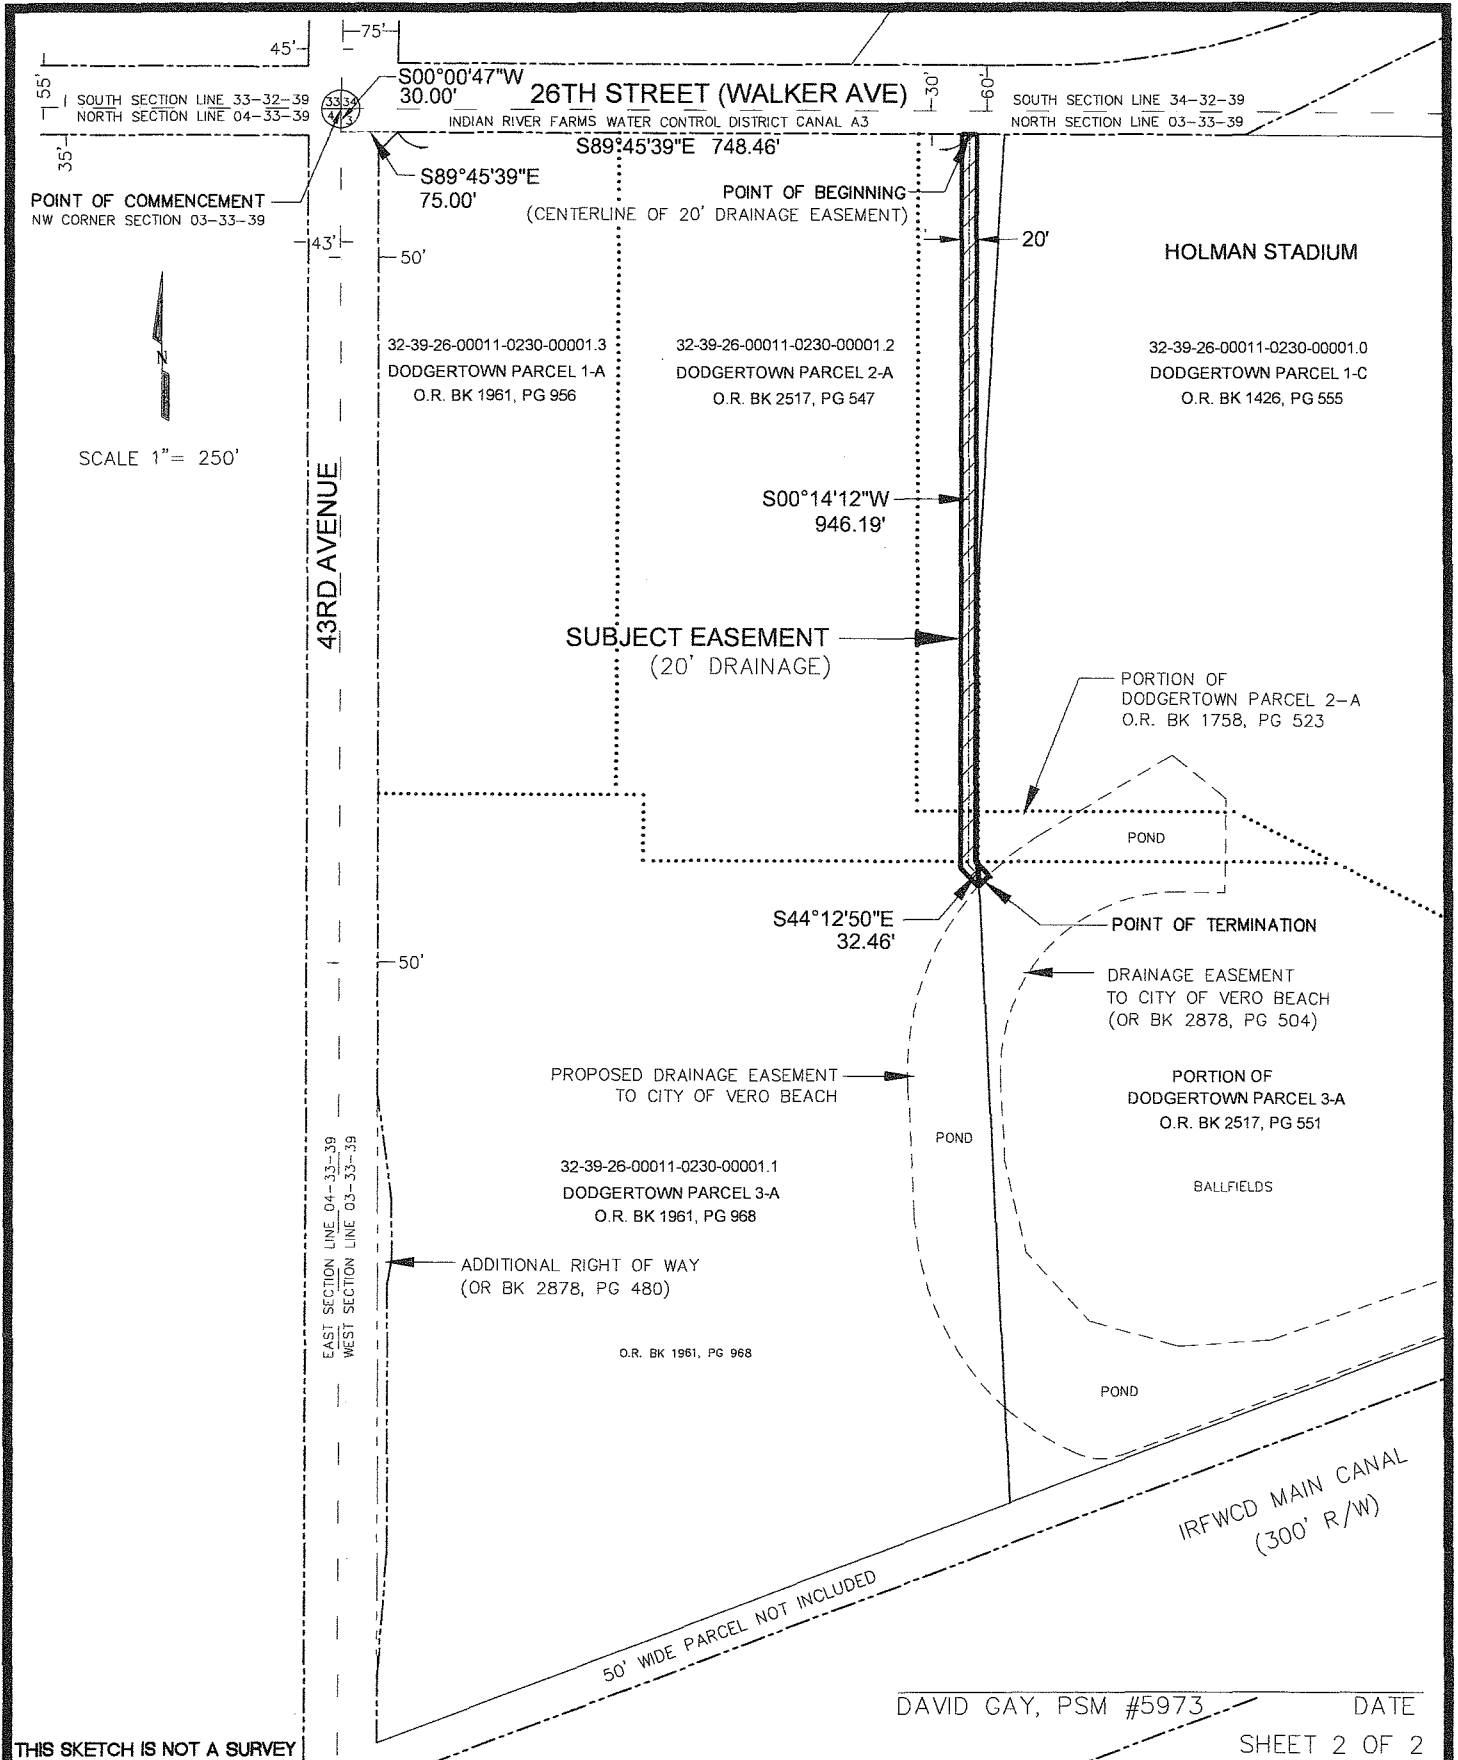 75'
45'
S00°00'47"W
30.00'
55'
SOUTH SECTION LINE 33-32-39
NORTH SECTION LINE 04-33-39
33 34
4 3
26TH STREET (WALKER AVE)
30'
60'
SOUTH SECTION LINE 34-32-39
NORTH SECTION LINE 03-33-39
INDIAN RIVER FARMS WATER CONTROL DISTRICT CANAL A3
35'
S89°45'39"E 748.46'
S89°45'39"E
75.00'
POINT OF COMMENCEMENT
NW CORNER SECTION 03-33-39
POINT OF BEGINNING
(CENTERLINE OF 20' DRAINAGE EASEMENT)
43'
50'
20'
HOLMAN STADIUM
N
SCALE 1"= 250'
32-39-26-00011-0230-00001.3
DODGERTOWN PARCEL 1-A
O.R. BK 1961, PG 956
32-39-26-00011-0230-00001.2
DODGERTOWN PARCEL 2-A
O.R. BK 2517, PG 547
32-39-26-00011-0230-00001.0
DODGERTOWN PARCEL 1-C
O.R. BK 1426, PG 555
43RD AVENUE
S00°14'12"W
946.19'
SUBJECT EASEMENT
(20' DRAINAGE)
PORTION OF
DODGERTOWN PARCEL 2-A
O.R. BK 1758, PG 523
POND
S44°12'50"E
32.46'
POINT OF TERMINATION
50'
DRAINAGE EASEMENT
TO CITY OF VERO BEACH
(OR BK 2878, PG 504)
PROPOSED DRAINAGE EASEMENT
TO CITY OF VERO BEACH
PORTION OF
DODGERTOWN PARCEL 3-A
O.R. BK 2517, PG 551
POND
BALLFIELDS
EAST SECTION LINE 04-33-39
WEST SECTION LINE 03-33-39
32-39-26-00011-0230-00001.1
DODGERTOWN PARCEL 3-A
O.R. BK 1961, PG 968
ADDITIONAL RIGHT OF WAY
(OR BK 2878, PG 480)
O.R. BK 1961, PG 968
POND
IRFWCD MAIN CANAL
(300' R/W)
50' WIDE PARCEL NOT INCLUDED
DAVID GAY, PSM #5973 DATE
THIS SKETCH IS NOT A SURVEY
SHEET 2 OF 2